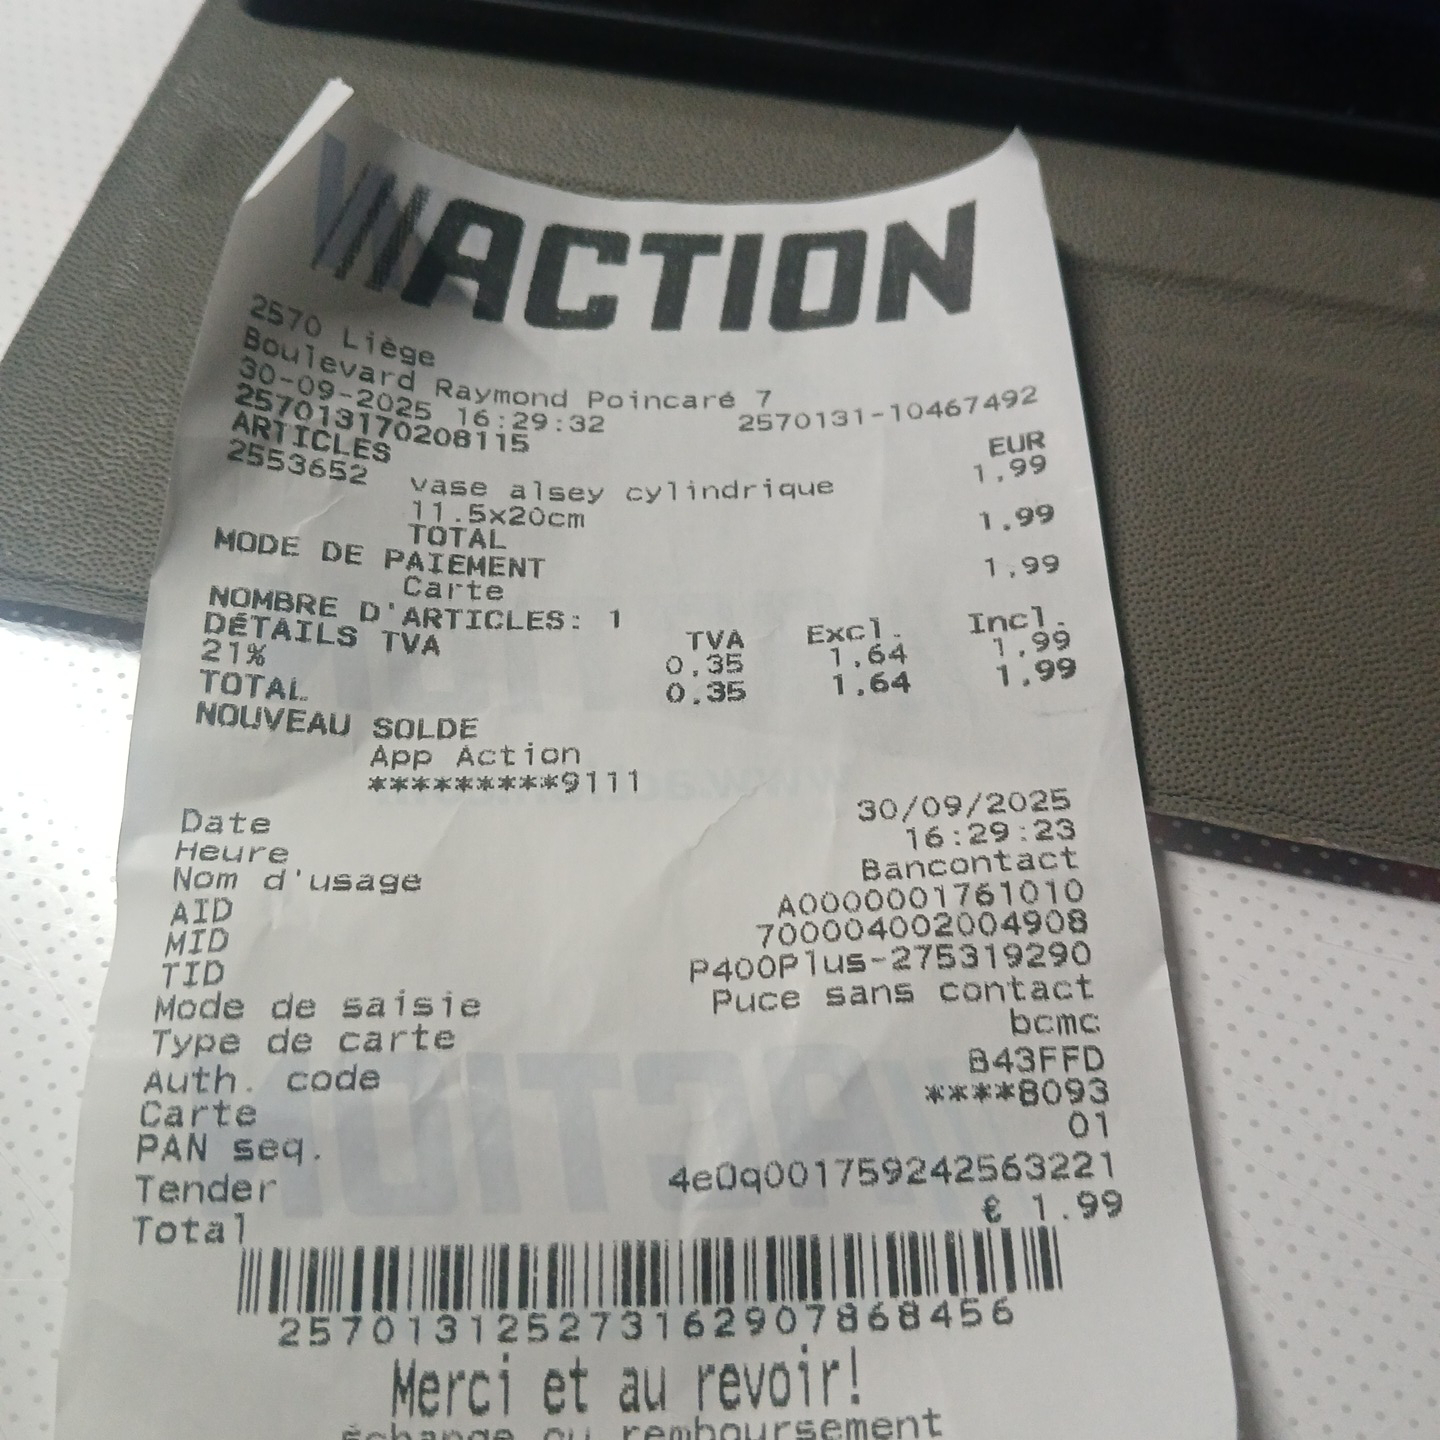 ACTION
2570 Liège
Boulevard Raymond Poincaré 7
30-09-2025 16:29:32 2570131-10467492
257013170208115
ARTICLES EUR
2553652 vase alsey cylindrique 1,99
11.5x20cm
TOTAL 1.99
MODE DE PAIEMENT
Carte 1,99
NOMBRE D'ARTICLES: 1
DÉTAILS TVA TVA Excl. Incl.
21% 0,35 1,64 1,99
TOTAL 0.35 1,64 1,99
NOUVEAU SOLDE
App Action
*********9111
Date 30/09/2025
Heure 16:29:23
Nom d'usage Bancontact
AID A0000001761010
MID 700004002004908
TID P400Plus-275319290
Mode de saisie Puce sans contact
Type de carte bcmc
Auth. code B43FFD
Carte ****8093
PAN seq. 01
Tender 4e0q001759242563221
Total € 1.99
257013125273162907868456
Merci et au revoir!
échange ou remboursement